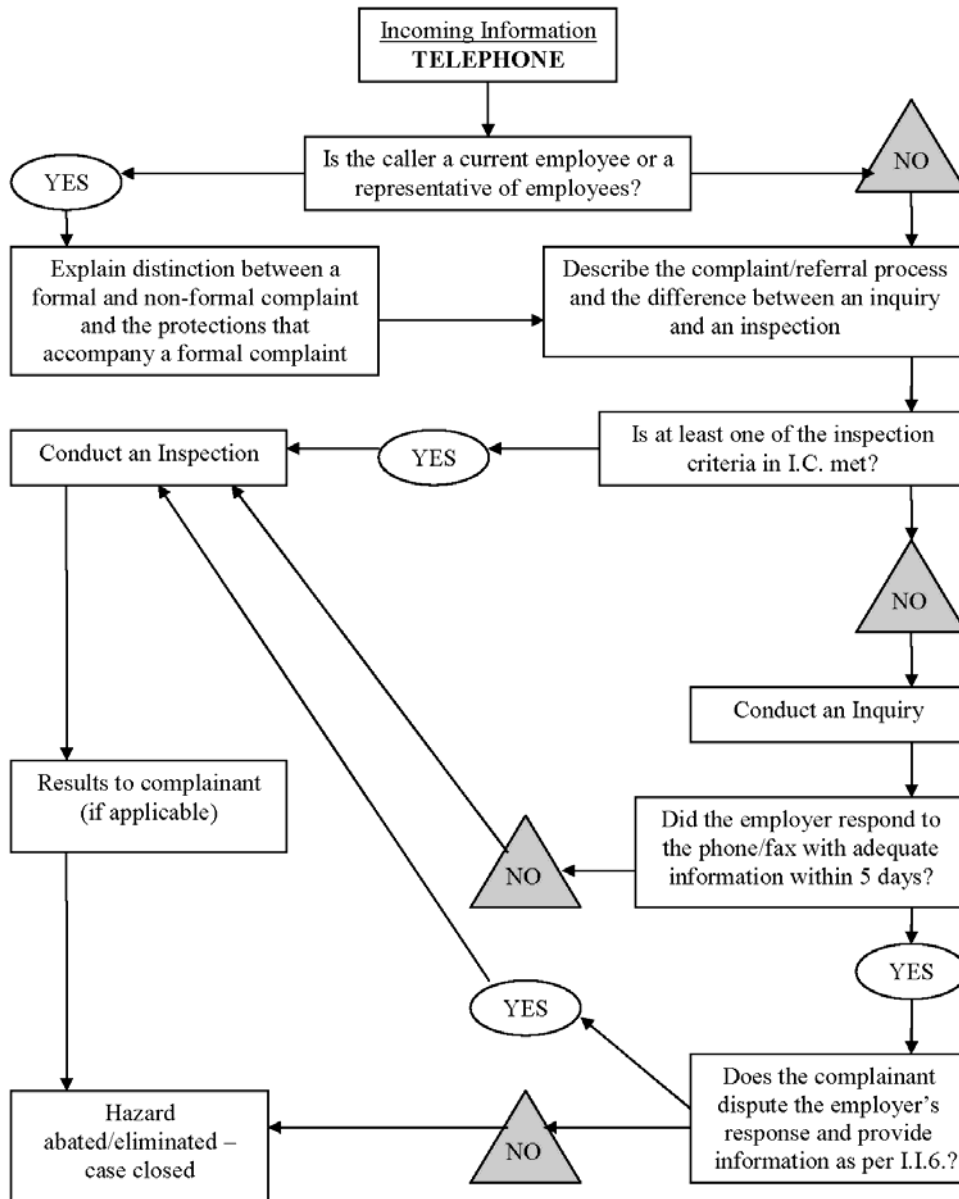 Incoming Information
TELEPHONE
Is the caller a current employee or a
representative of employees?
YES
NO
Explain distinction between a
formal and non-formal complaint
and the protections that
accompany a formal complaint
Describe the complaint/referral process
and the difference between an inquiry
and an inspection
Conduct an Inspection
YES
Is at least one of the inspection
criteria in I.C. met?
NO
Conduct an Inquiry
Results to complainant
(if applicable)
Did the employer respond to
the phone/fax with adequate
information within 5 days?
NO
YES
YES
Does the complainant
dispute the employer's
response and provide
information as per I.I.6.?
NO
Hazard
abated/eliminated –
case closed